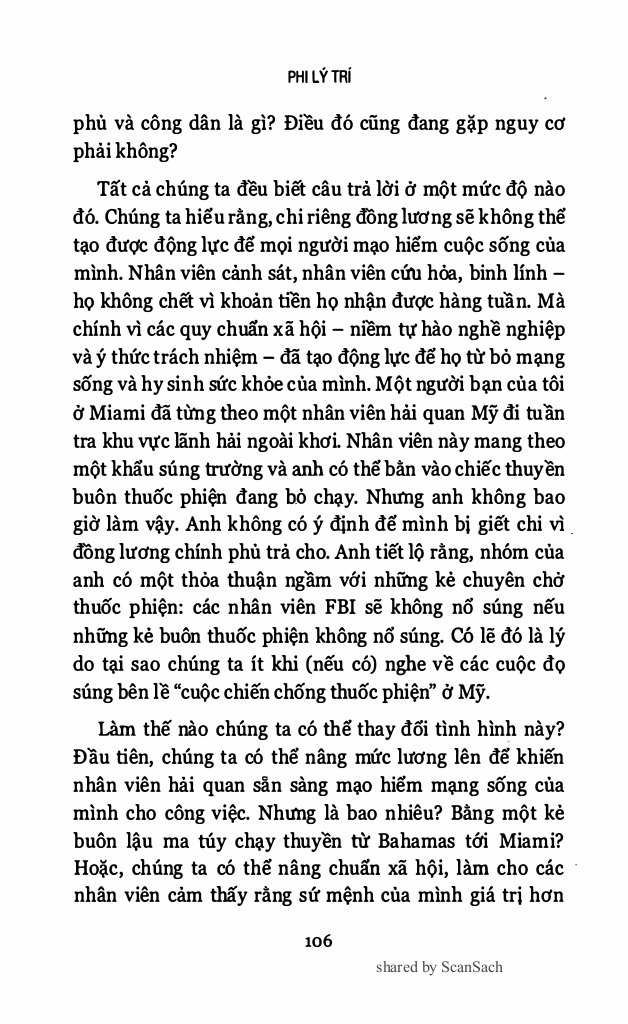 PHI LÝ TRÍ
phủ và công dân là gì? Điều đó cũng đang gặp nguy cơ
phải không?
Tất cả chúng ta đều biết câu trả lời ở một mức độ nào
đó. Chúng ta hiểu rằng, chỉ riêng đồng lương sẽ không thể
tạo được động lực để mọi người mạo hiểm cuộc sống của
mình. Nhân viên cảnh sát, nhân viên cứu hỏa, binh lính –
họ không chết vì khoản tiền họ nhận được hàng tuần. Mà
chính vì các quy chuẩn xã hội – niềm tự hào nghề nghiệp
và ý thức trách nhiệm – đã tạo động lực để họ từ bỏ mạng
sống và hy sinh sức khỏe của mình. Một người bạn của tôi
ở Miami đã từng theo một nhân viên hải quan Mỹ đi tuần
tra khu vực lãnh hải ngoài khơi. Nhân viên này mang theo
một khẩu súng trường và anh có thể bắn vào chiếc thuyền
buôn thuốc phiện đang bỏ chạy. Nhưng anh không bao
giờ làm vậy. Anh không có ý định để mình bị giết chỉ vì
đồng lương chính phủ trả cho. Anh tiết lộ rằng, nhóm của
anh có một thỏa thuận ngầm với những kẻ chuyên chở
thuốc phiện: các nhân viên FBI sẽ không nổ súng nếu
những kẻ buôn thuốc phiện không nổ súng. Có lẽ đó là lý
do tại sao chúng ta ít khi (nếu có) nghe về các cuộc đọ
súng bên lề “cuộc chiến chống thuốc phiện” ở Mỹ.
Làm thế nào chúng ta có thể thay đổi tình hình này?
Đầu tiên, chúng ta có thể nâng mức lương lên để khiến
nhân viên hải quan sẵn sàng mạo hiểm mạng sống của
mình cho công việc. Nhưng là bao nhiêu? Bằng một kẻ
buôn lậu ma túy chạy thuyền từ Bahamas tới Miami?
Hoặc, chúng ta có thể nâng chuẩn xã hội, làm cho các
nhân viên cảm thấy rằng sứ mệnh của mình giá trị hơn
106
shared by ScanSach